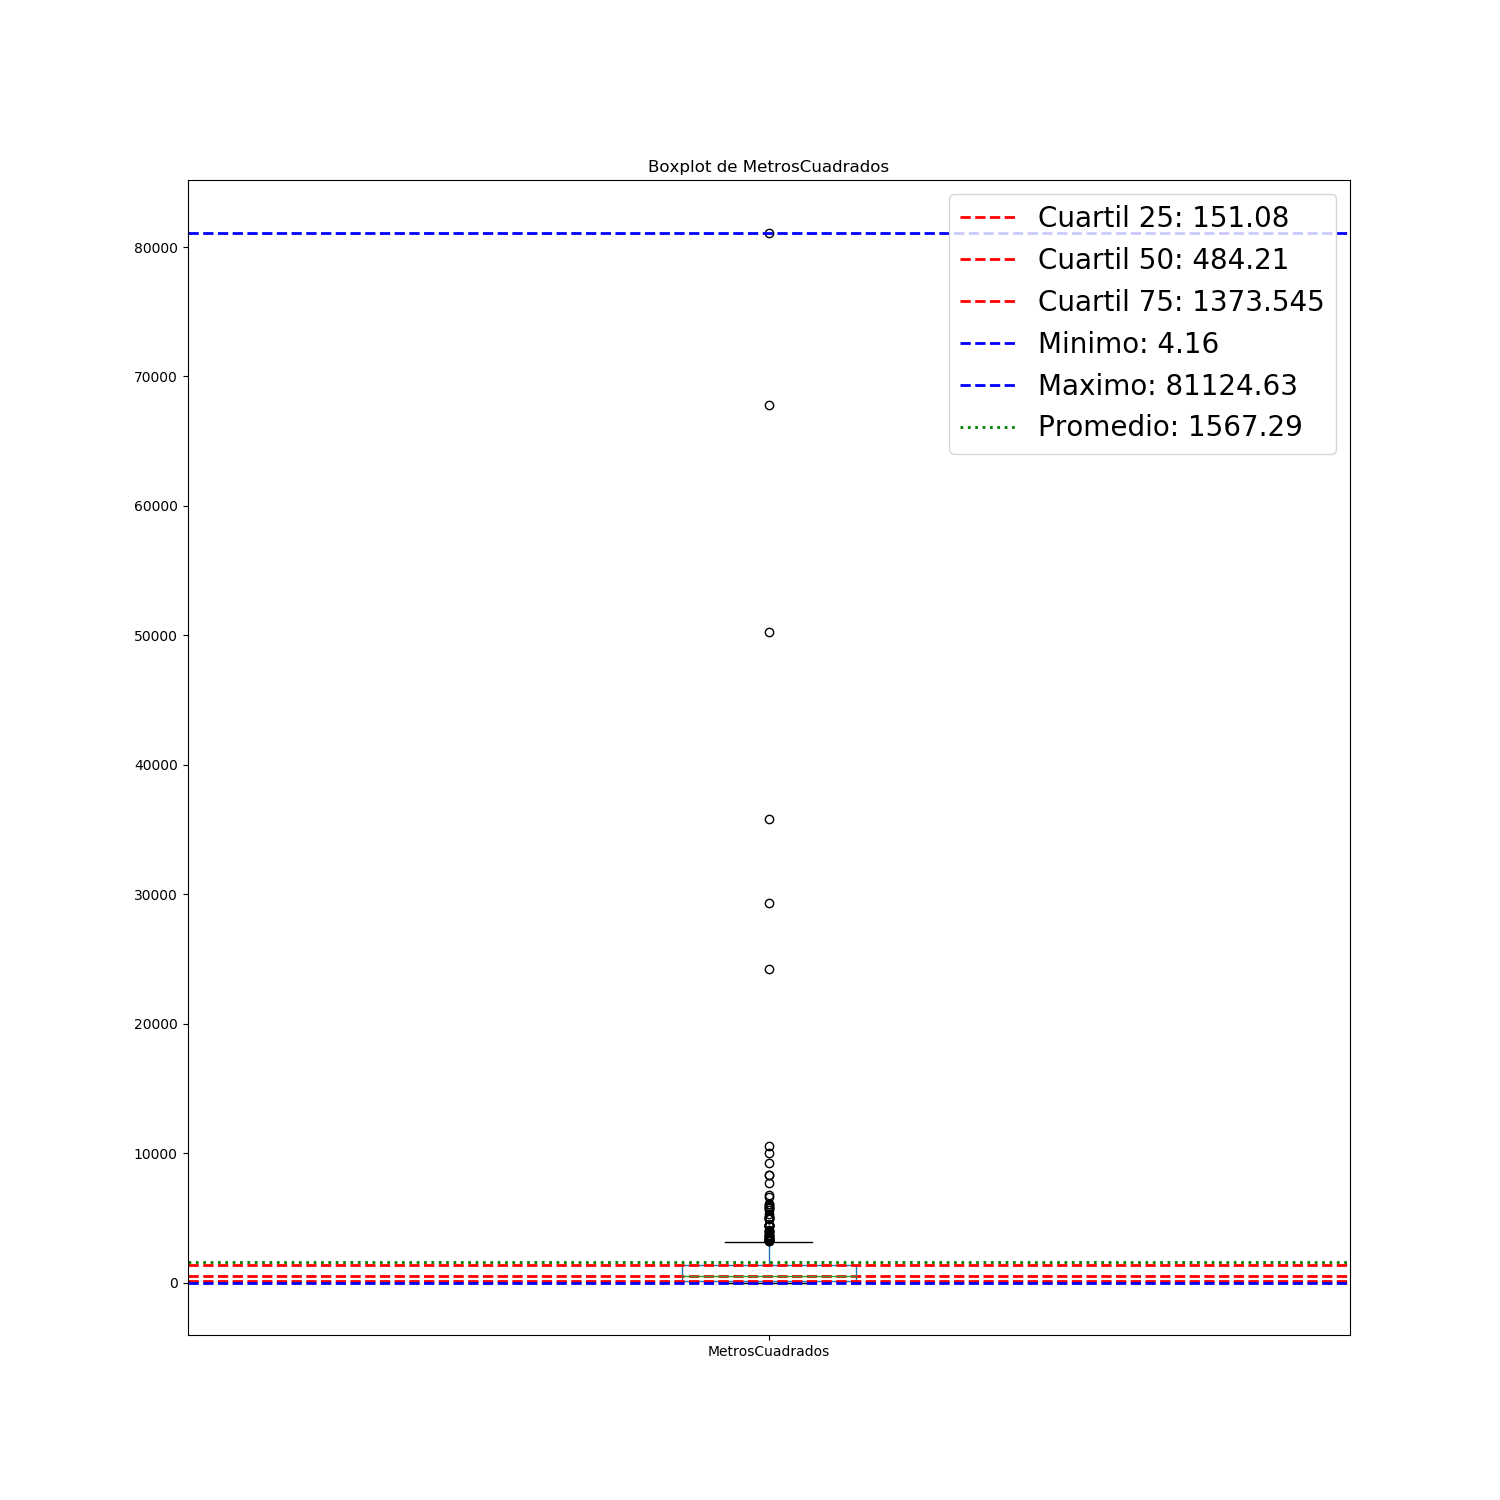 Boxplot de MetrosCuadrados
Cuartil 25: 151.08
Cuartil 50: 484.21
Cuartil 75: 1373.545
Minimo: 4.16
Maximo: 81124.63
Promedio: 1567.29
80000
70000
60000
50000
40000
30000
20000
10000
0
MetrosCuadrados